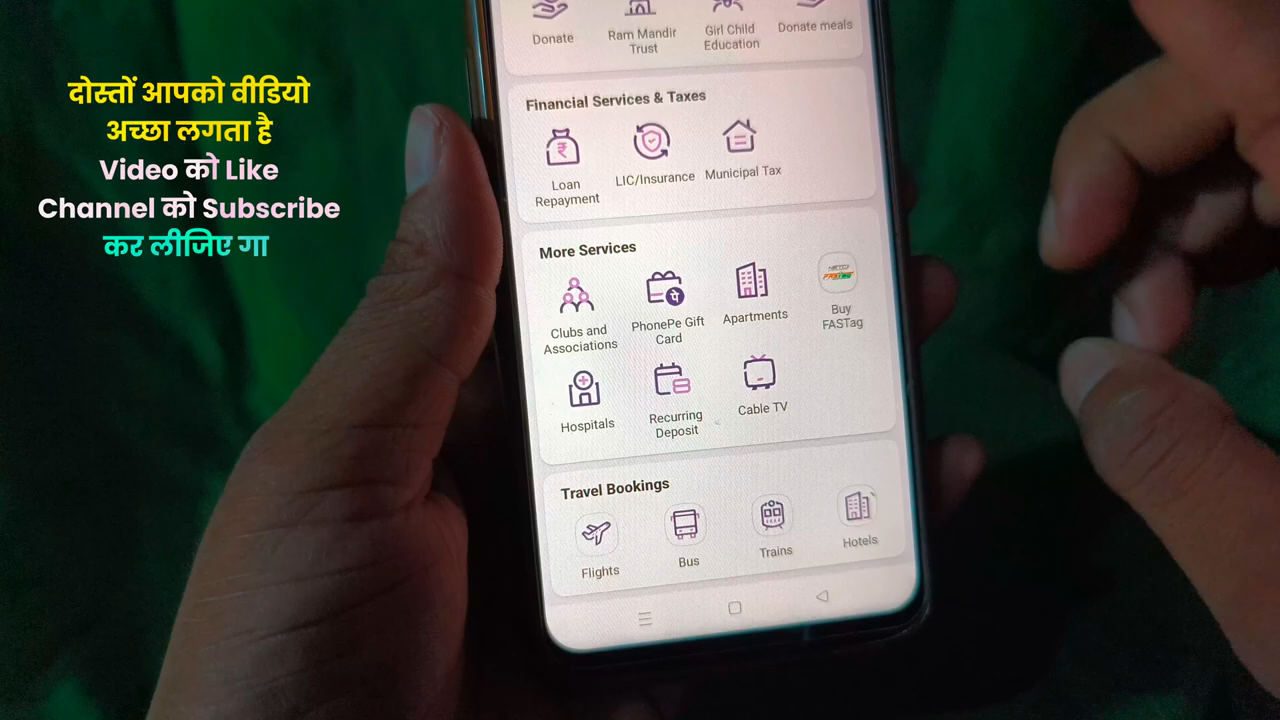 दोस्तों आपको वीडियो
अच्छा लगता है
Video को Like
Channel को Subscribe
कर लीजिए गा
Donate
Ram Mandir
Trust
Girl Child
Education
Donate meals
Financial Services & Taxes
Loan
Repayment
LIC/Insurance
Municipal Tax
More Services
Clubs and
Associations
PhonePe Gift
Card
Apartments
Buy
FASTag
Hospitals
Recurring
Deposit
Cable TV
Travel Bookings
Flights
Bus
Trains
Hotels